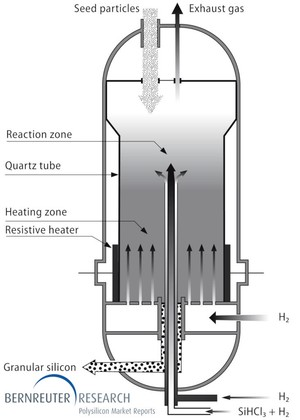 Seed particles
Exhaust gas
Reaction zone
Quartz tube
Heating zone
Resistive heater
H₂
Granular silicon
H₂
SiHCl₃ + H₂
BERNREUTER RESEARCH
Polysilicon Market Reports